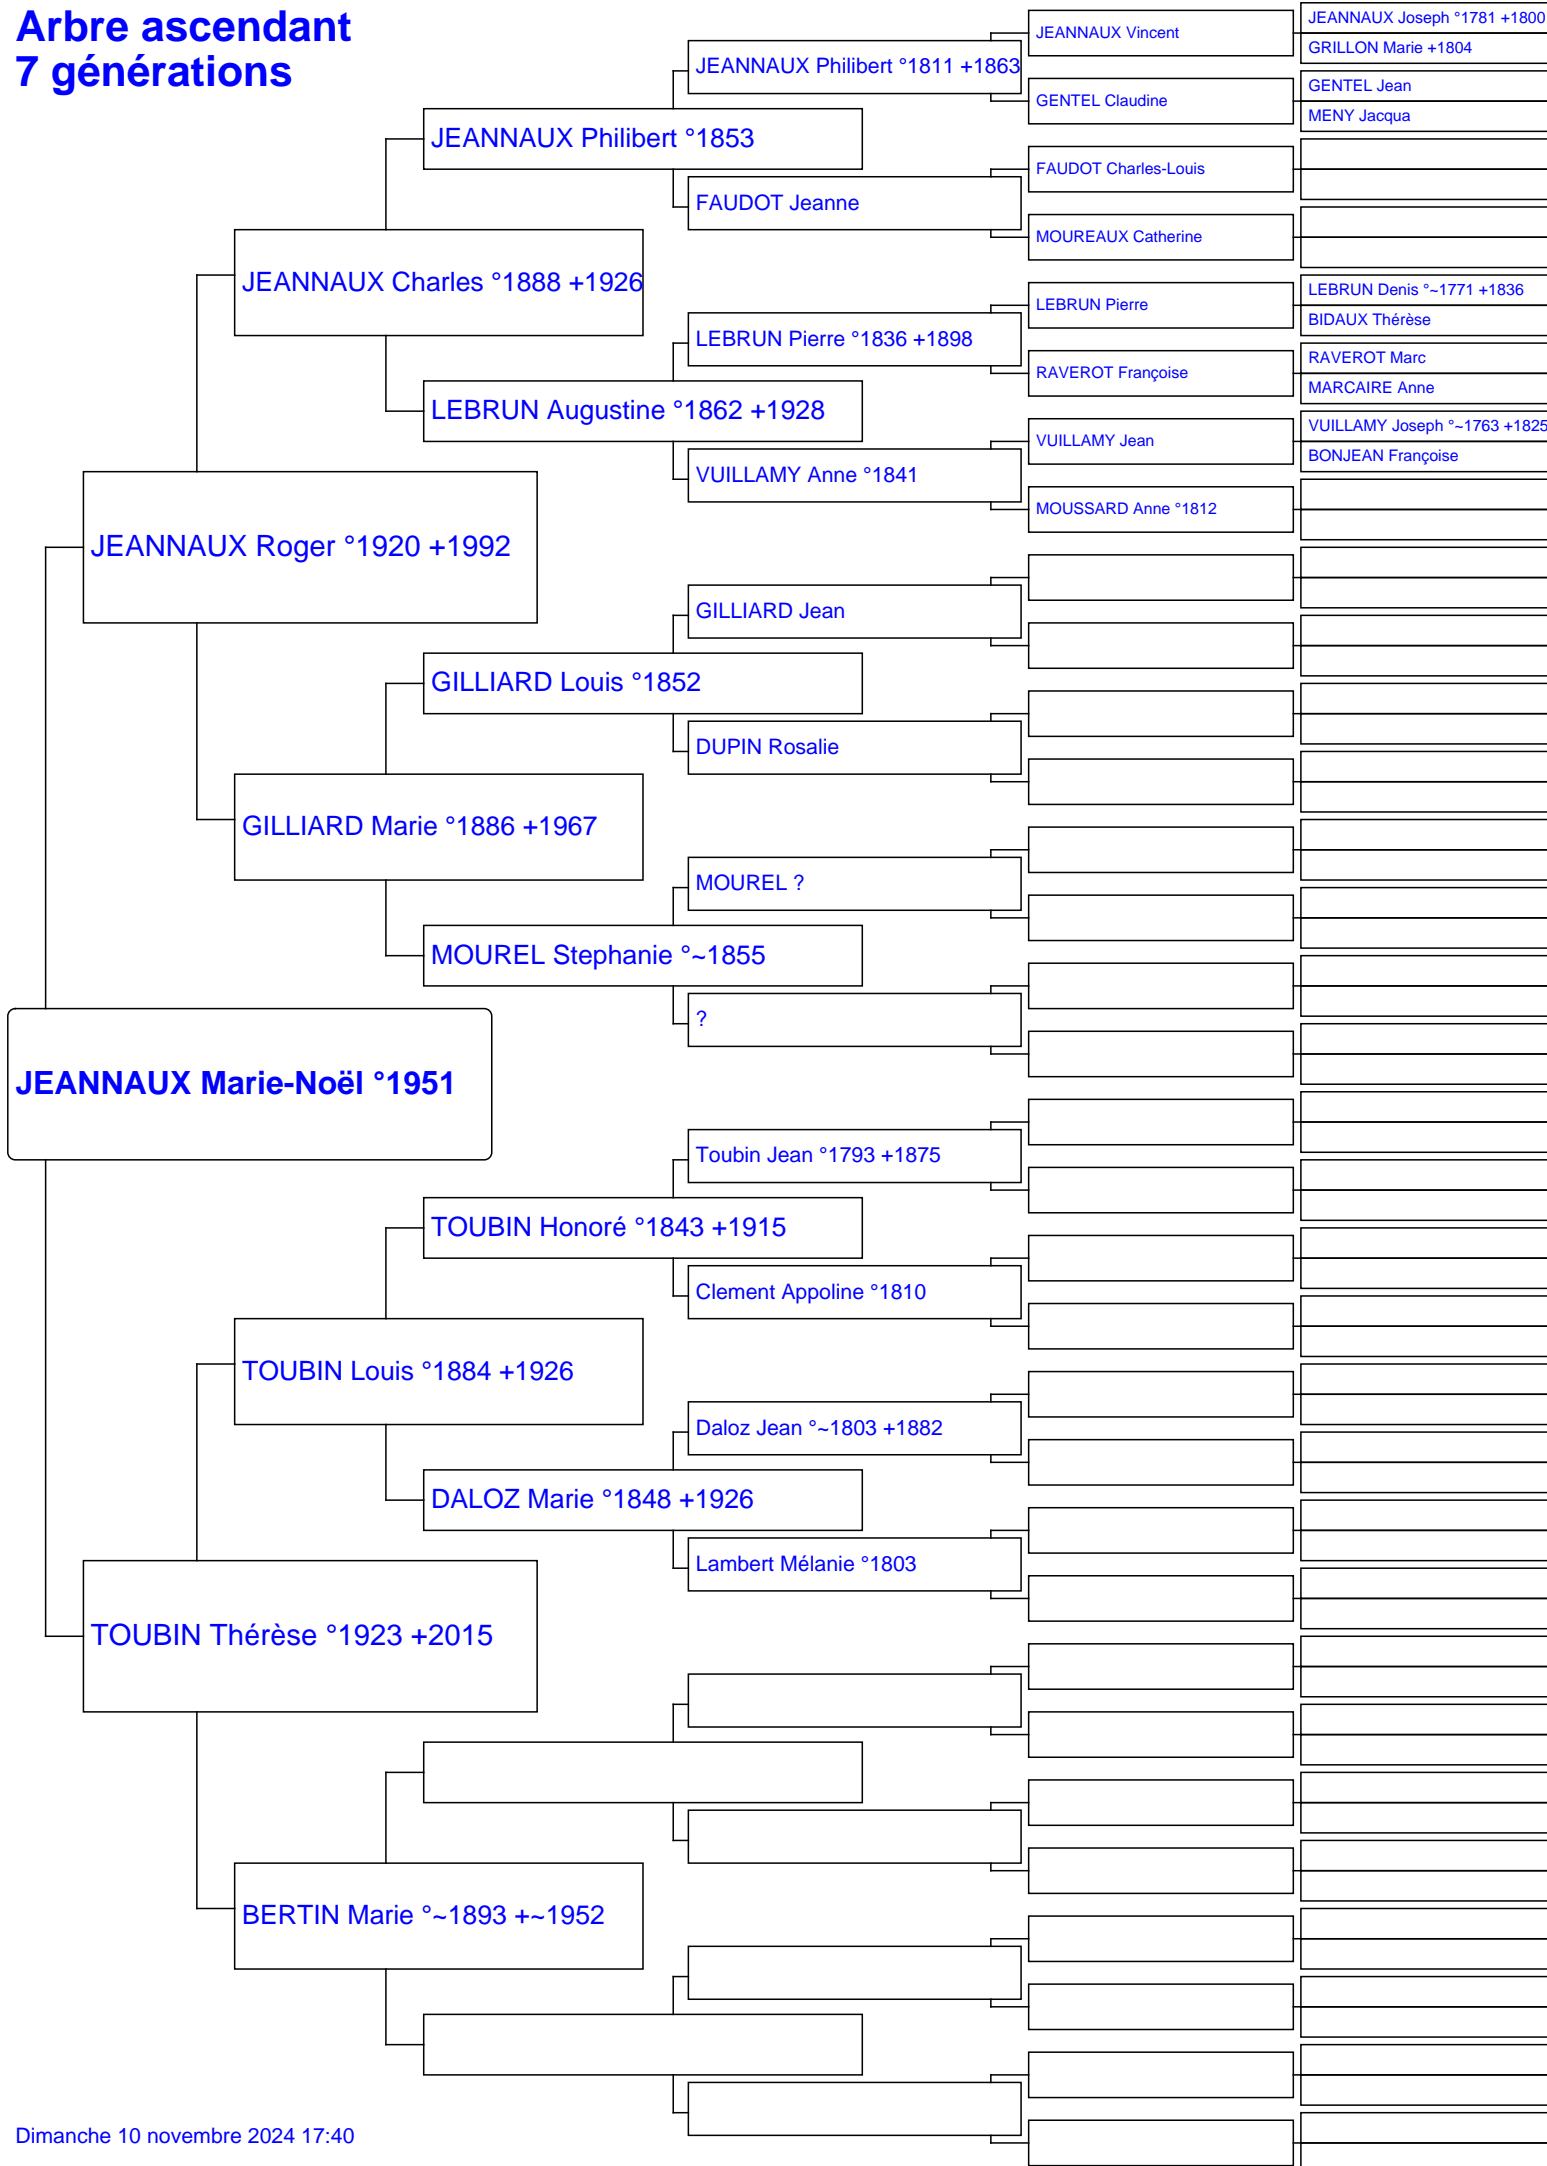 Arbre ascendant
7 générations
JEANNAUX Marie-Noël °1951
JEANNAUX Roger °1920 +1992
TOUBIN Thérèse °1923 +2015
JEANNAUX Charles °1888 +1926
GILLIARD Marie °1886 +1967
TOUBIN Louis °1884 +1926
BERTIN Marie °~1893 +~1952
JEANNAUX Philibert °1853
LEBRUN Augustine °1862 +1928
GILLIARD Louis °1852
MOUREL Stephanie °~1855
TOUBIN Honoré °1843 +1915
DALOZ Marie °1848 +1926
JEANNAUX Philibert °1811 +1863
FAUDOT Jeanne
LEBRUN Pierre °1836 +1898
VUILLAMY Anne °1841
GILLIARD Jean
DUPIN Rosalie
MOUREL ?
?
Toubin Jean °1793 +1875
Clement Appoline °1810
Daloz Jean °~1803 +1882
Lambert Mélanie °1803
JEANNAUX Vincent
GENTEL Claudine
FAUDOT Charles-Louis
MOUREAUX Catherine
LEBRUN Pierre
RAVEROT Françoise
VUILLAMY Jean
MOUSSARD Anne °1812
JEANNAUX Joseph °1781 +1800
GRILLON Marie +1804
GENTEL Jean
MENY Jacqua
LEBRUN Denis °~1771 +1836
BIDAUX Thérèse
RAVEROT Marc
MARCAIRE Anne
VUILLAMY Joseph °~1763 +1825
BONJEAN Françoise
Dimanche 10 novembre 2024 17:40